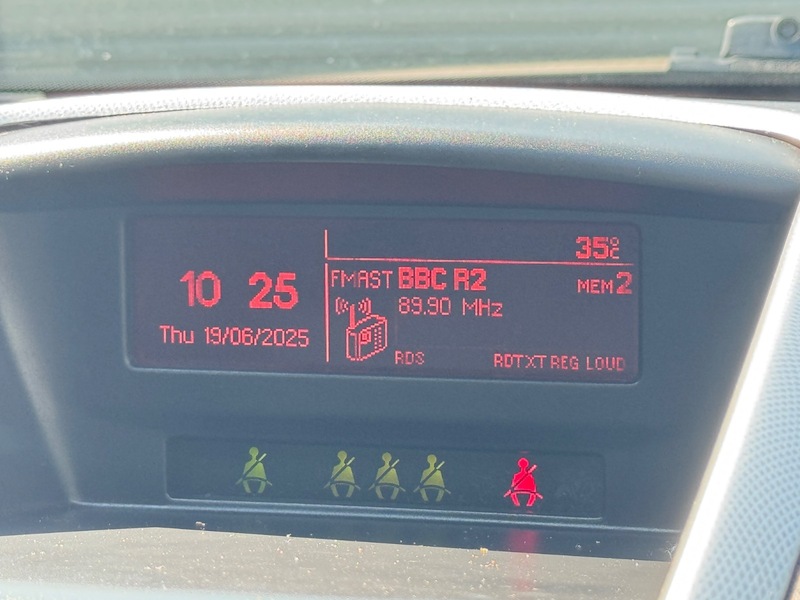 10 25
Thu 19/06/2025
35°C
FMAST BBC R2 MEM 2
89.90 MHz
RDS RDTXT REG LOUD